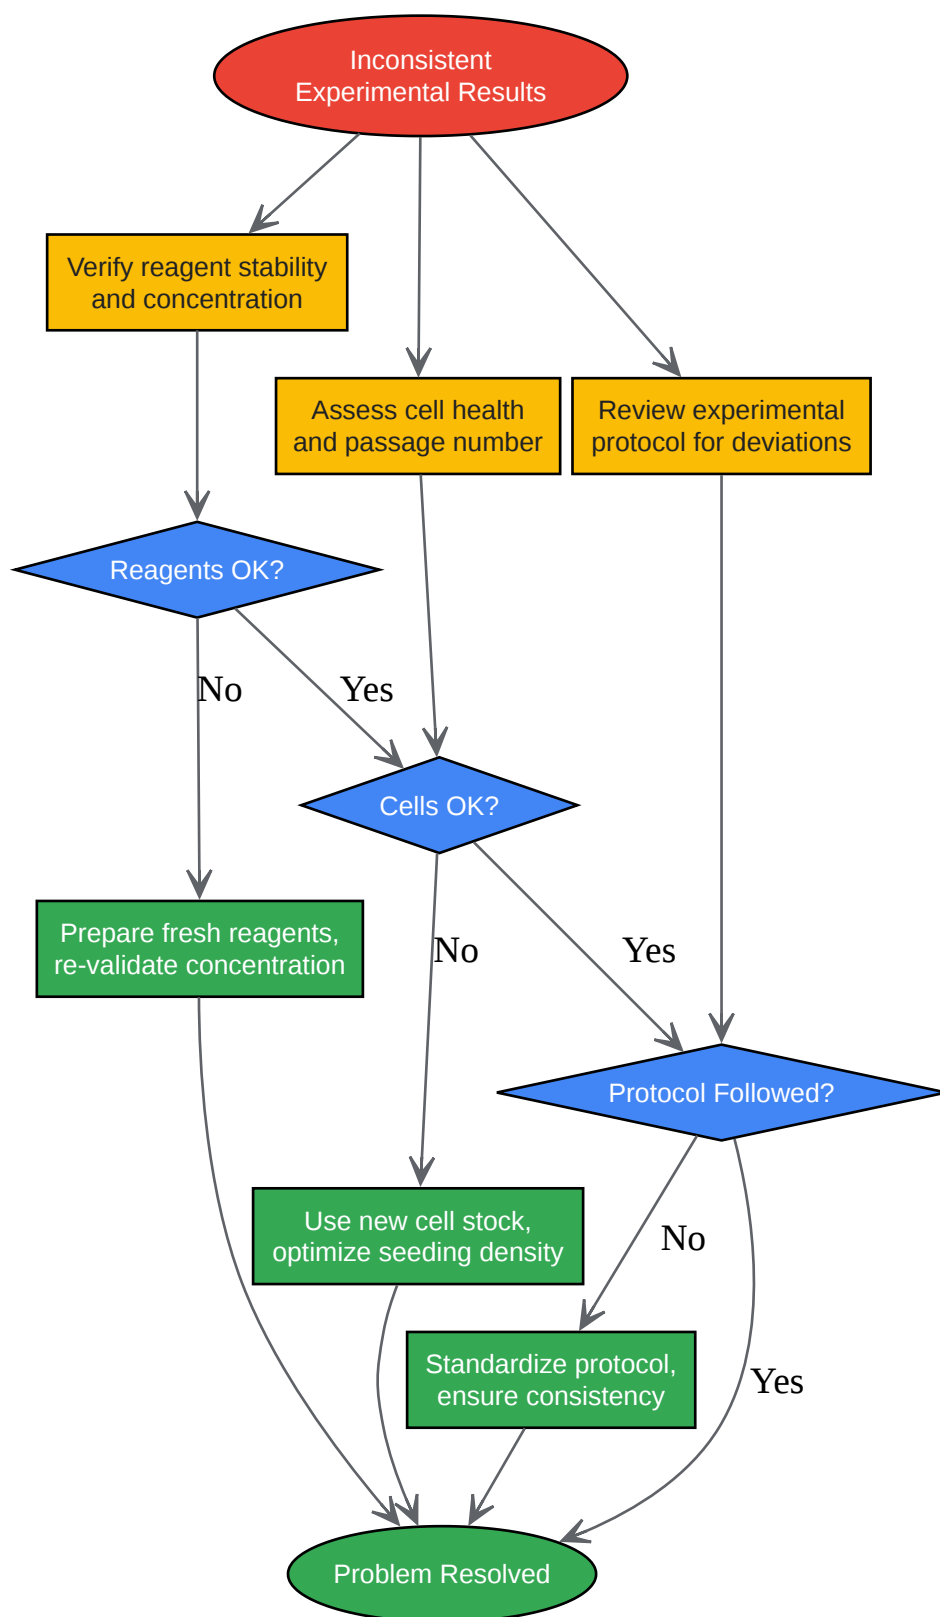 Inconsistent
Experimental Results
Verify reagent stability
and concentration
Assess cell health
and passage number
Review experimental
protocol for deviations
Reagents OK?
No
Yes
Cells OK?
Prepare fresh reagents,
re-validate concentration
No
Yes
Protocol Followed?
Use new cell stock,
optimize seeding density
No
Standardize protocol,
ensure consistency
Yes
Problem Resolved